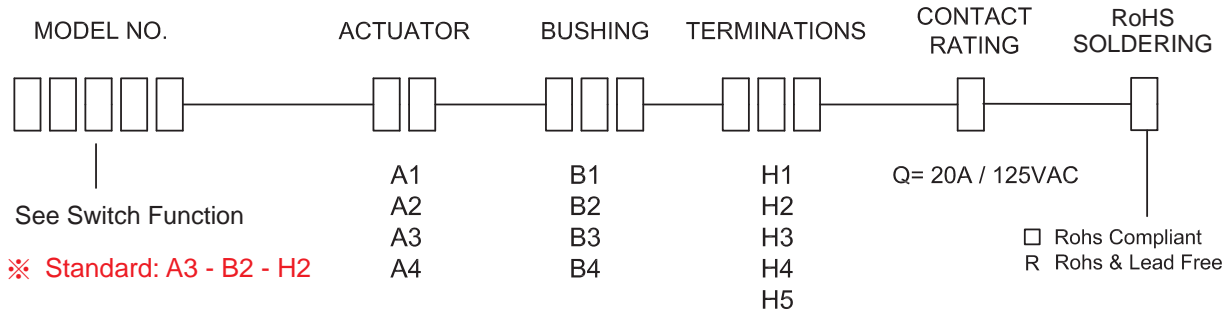 MODEL NO.
ACTUATOR
BUSHING
TERMINATIONS
CONTACT
RATING
RoHS
SOLDERING
See Switch Function
※ Standard: A3 - B2 - H2
A1
A2
A3
A4
B1
B2
B3
B4
H1
H2
H3
H4
H5
Q= 20A / 125VAC
□ Rohs Compliant
R Rohs & Lead Free